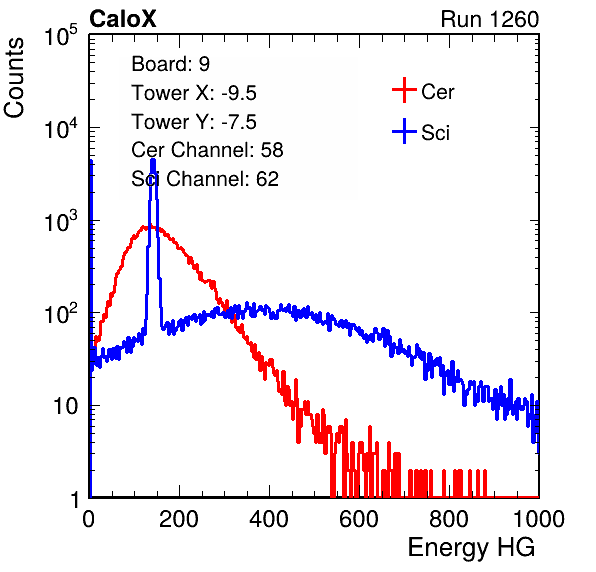 CaloX Run 1260
Counts
Board: 9
Tower X: -9.5
Tower Y: -7.5
Cer Channel: 58
Sci Channel: 62
Cer
Sci
10^5
10^4
10^3
10^2
10
1
0 200 400 600 800 1000
Energy HG